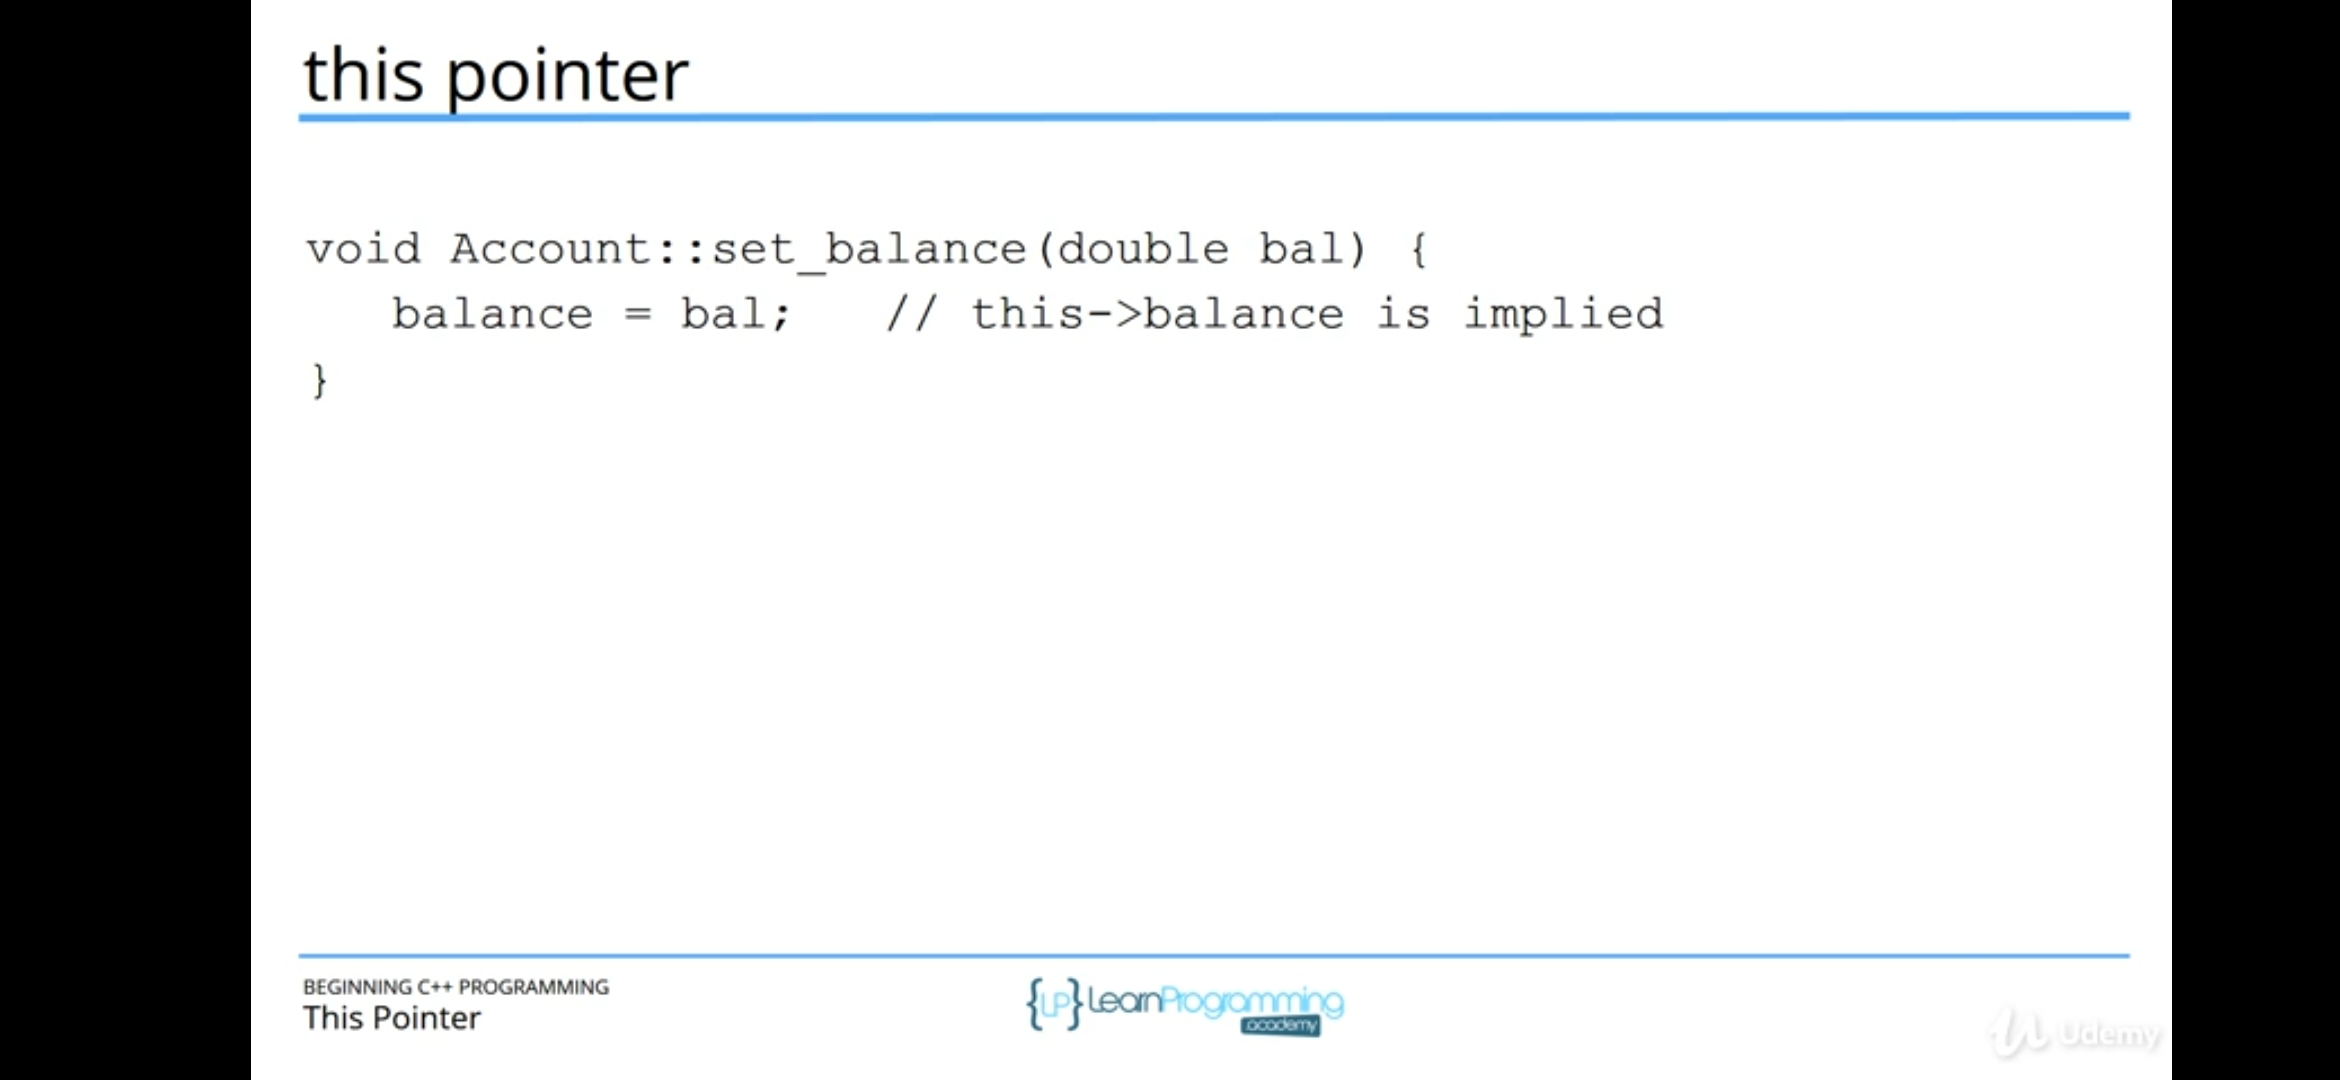 this pointer
void Account::set_balance(double bal) {
balance = bal; // this->balance is implied
}
BEGINNING C++ PROGRAMMING
This Pointer
{LP} LearnProgramming
academy
Udemy